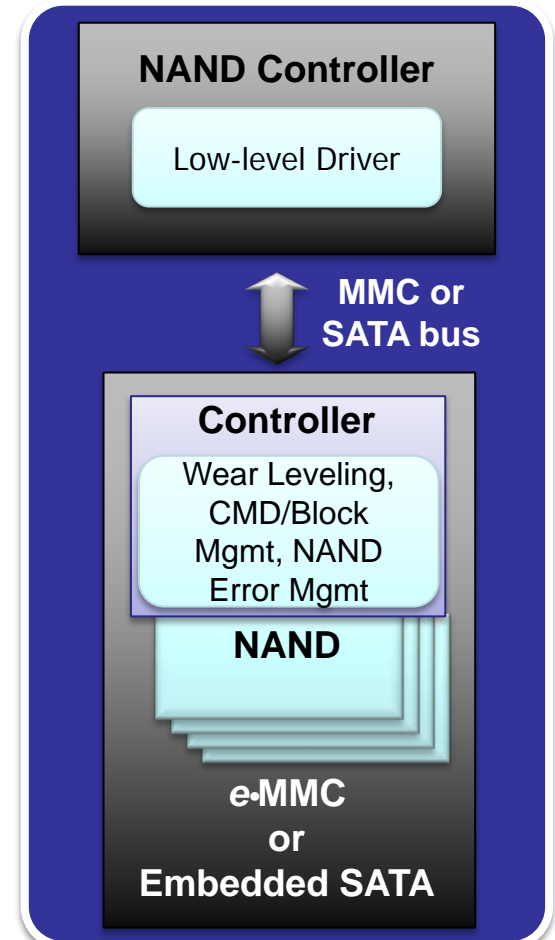 NAND Controller
Low-level Driver
MMC or
SATA bus
Controller
Wear Leveling,
CMD/Block
Mgmt, NAND
Error Mgmt
NAND
e•MMC
or
Embedded SATA